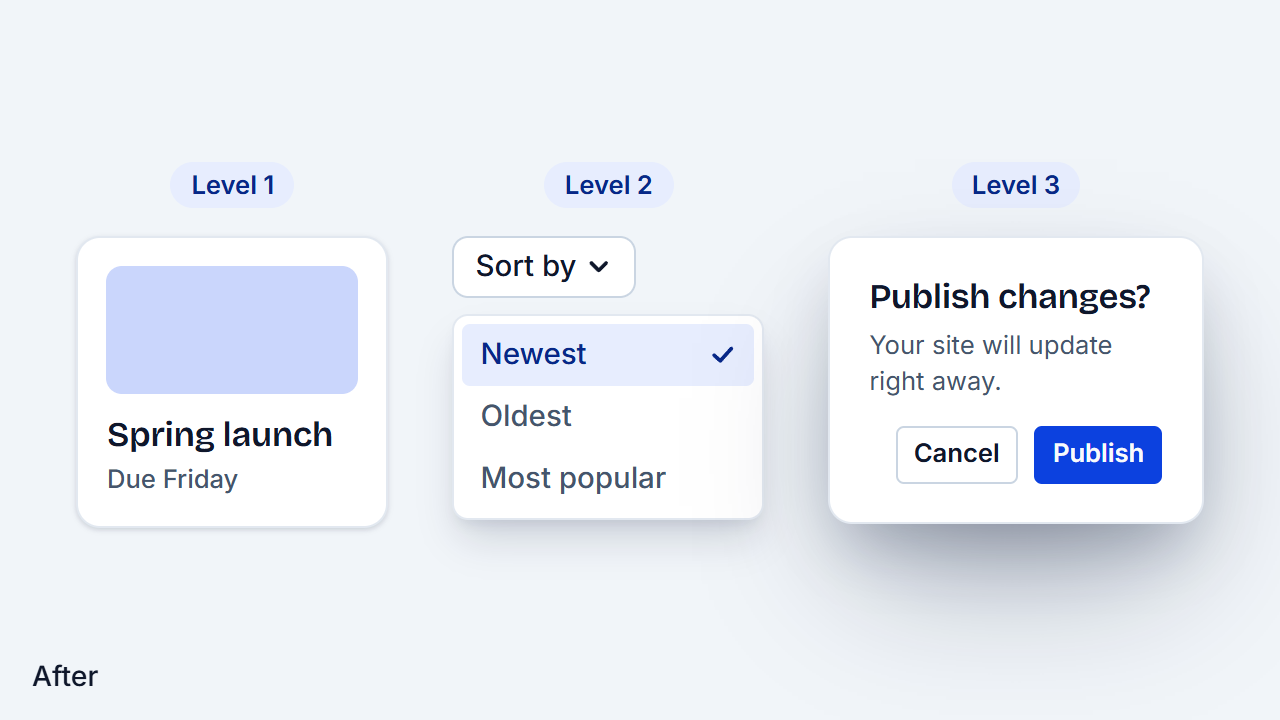 Level 1
Spring launch
Due Friday
Level 2
Sort by
Newest
Oldest
Most popular
Level 3
Publish changes?
Your site will update
right away.
Cancel
Publish
After